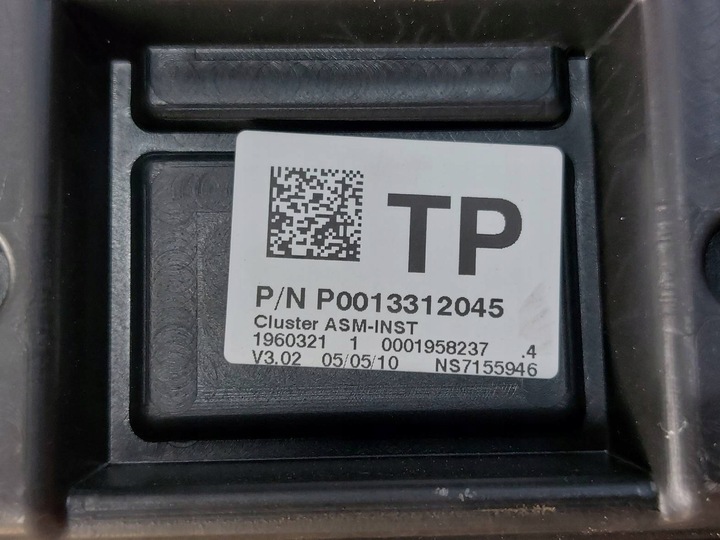 TP
P/N P0013312045
Cluster ASM-INST
1960321 1 0001958237 .4
V3.02 05/05/10 NS7155946